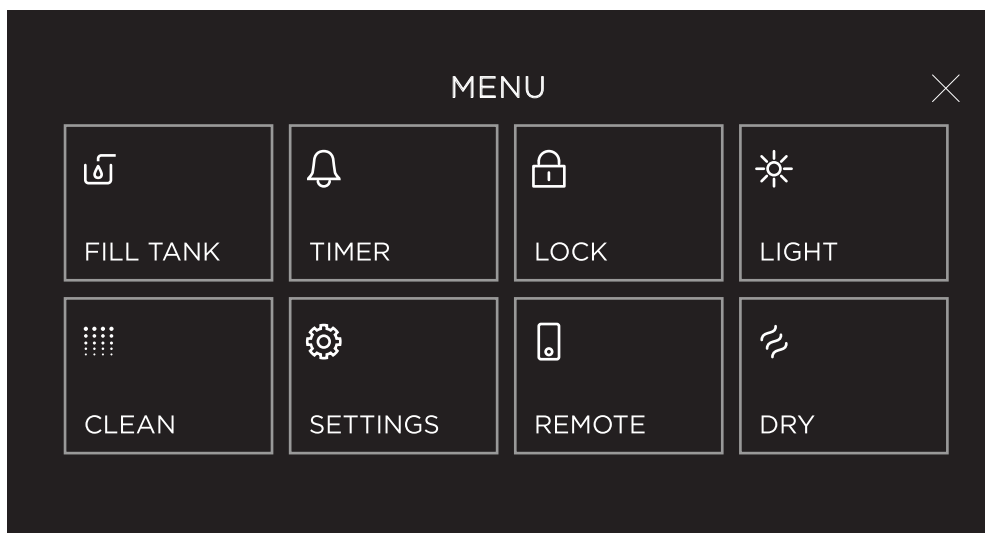 MENU
FILL TANK
TIMER
LOCK
LIGHT
CLEAN
SETTINGS
REMOTE
DRY